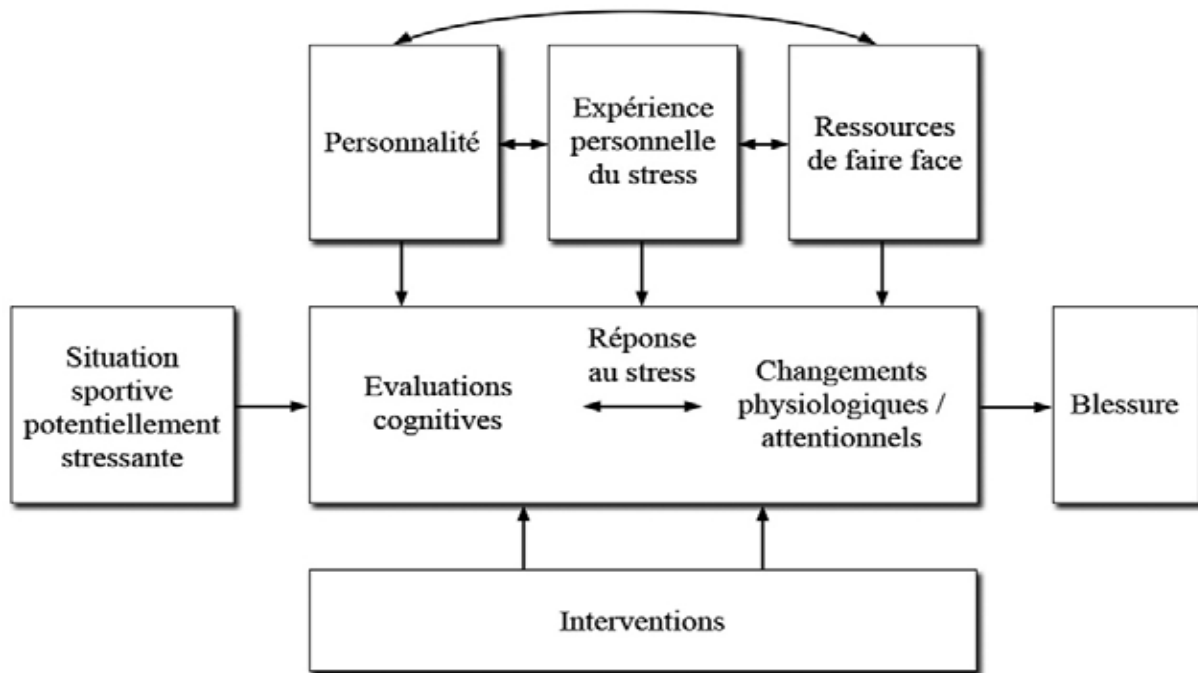 Personnalité
Expérience
personnelle
du stress
Ressources
de faire face
Situation
sportive
potentiellement
stressante
Evaluations
cognitives
Réponse
au stress
Changements
physiologiques /
attentionnels
Blessure
Interventions